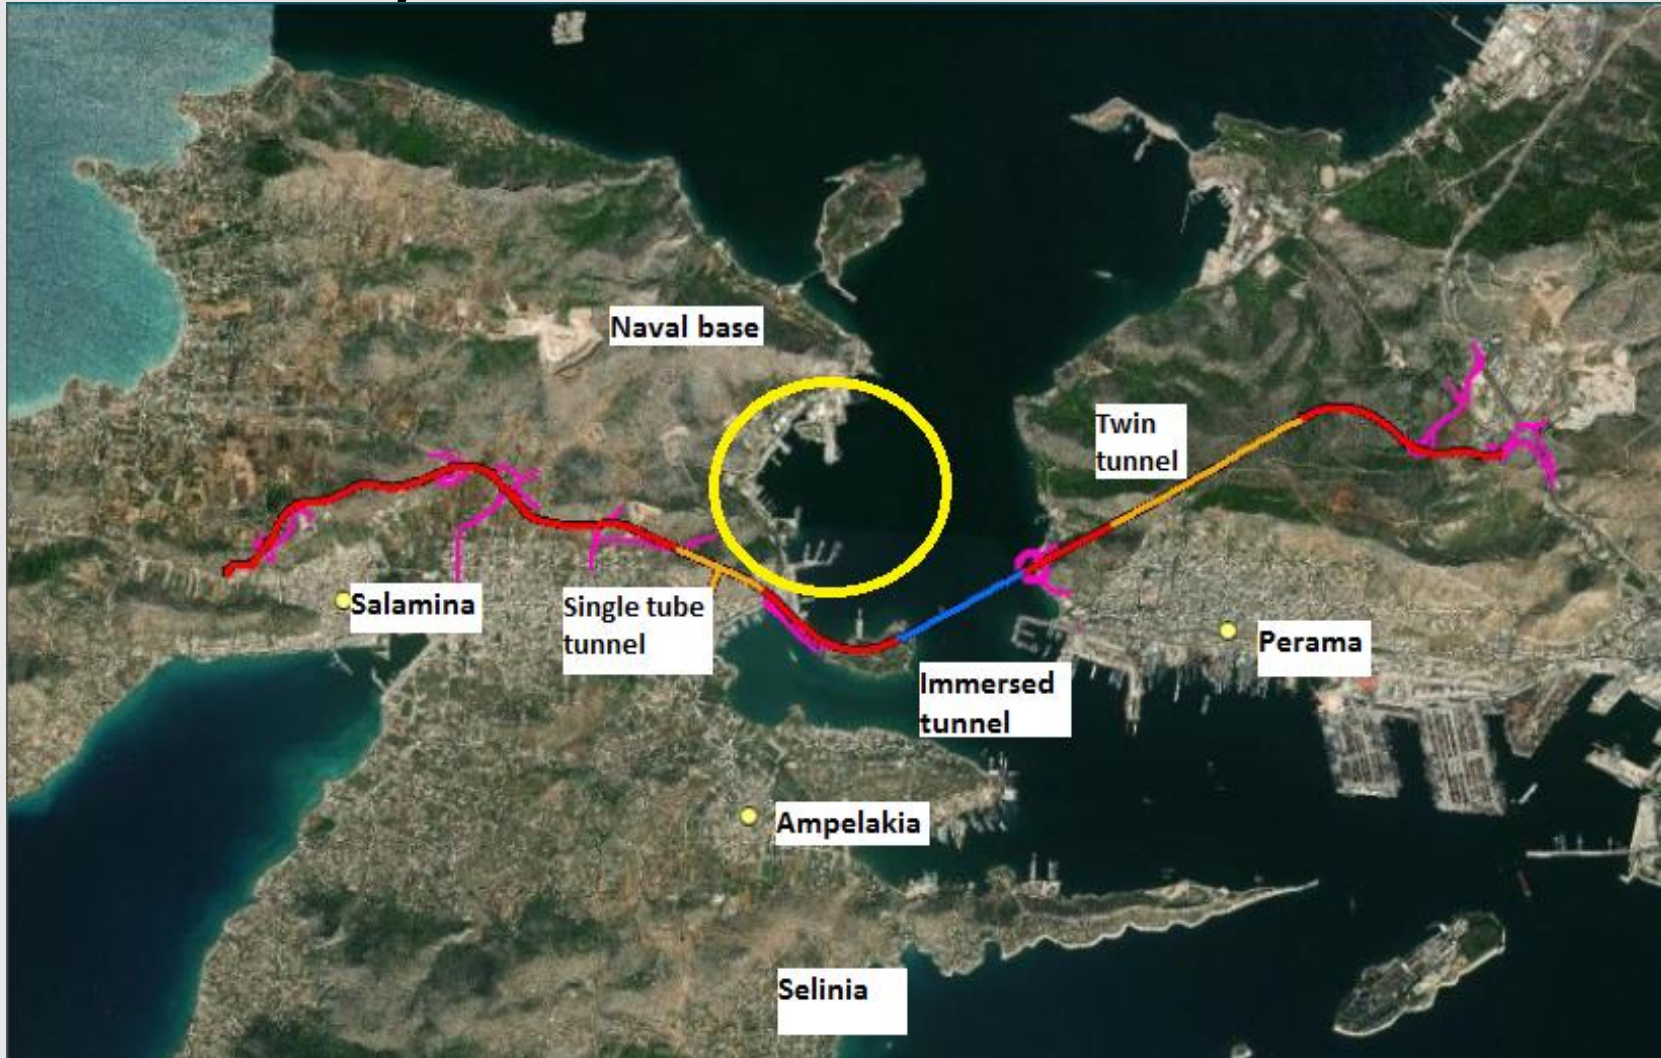 Naval base
Twin
tunnel
Salamina
Single tube
tunnel
Perama
Immersed
tunnel
Ampelakia
Selinia